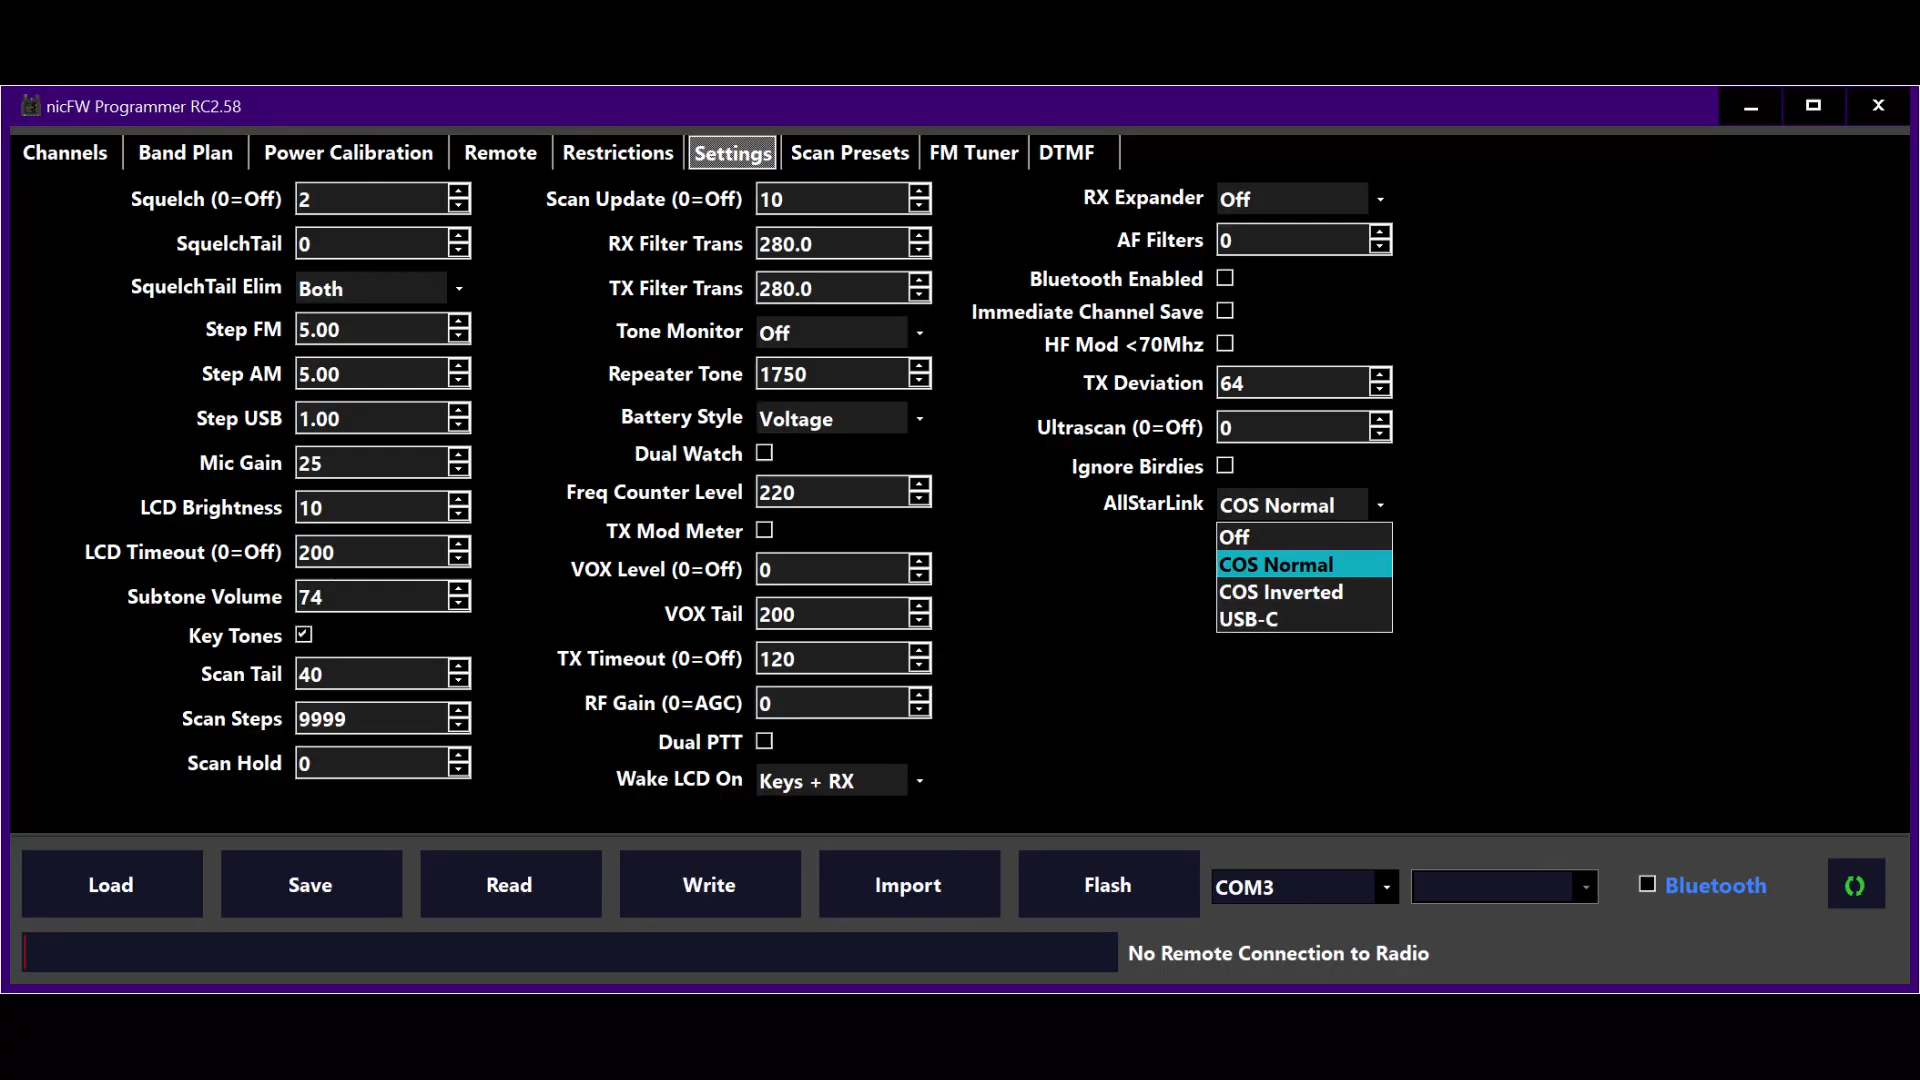 nicFW Programmer RC2.58
Channels
Band Plan
Power Calibration
Remote
Restrictions
Settings
Scan Presets
FM Tuner
DTMF
Squelch (0=Off) 2
SquelchTail 0
SquelchTail Elim Both
Step FM 5.00
Step AM 5.00
Step USB 1.00
Mic Gain 25
LCD Brightness 10
LCD Timeout (0=Off) 200
Subtone Volume 74
Key Tones
Scan Tail 40
Scan Steps 9999
Scan Hold 0
Scan Update (0=Off) 10
RX Filter Trans 280.0
TX Filter Trans 280.0
Tone Monitor Off
Repeater Tone 1750
Battery Style Voltage
Dual Watch
Freq Counter Level 220
TX Mod Meter
VOX Level (0=Off) 0
VOX Tail 200
TX Timeout (0=Off) 120
RF Gain (0=AGC) 0
Dual PTT
Wake LCD On Keys + RX
RX Expander Off
AF Filters 0
Bluetooth Enabled
Immediate Channel Save
HF Mod <70Mhz
TX Deviation 64
Ultrascan (0=Off) 0
Ignore Birdies
AllStarLink COS Normal
Off
COS Normal
COS Inverted
USB-C
Load
Save
Read
Write
Import
Flash
COM3
Bluetooth
No Remote Connection to Radio